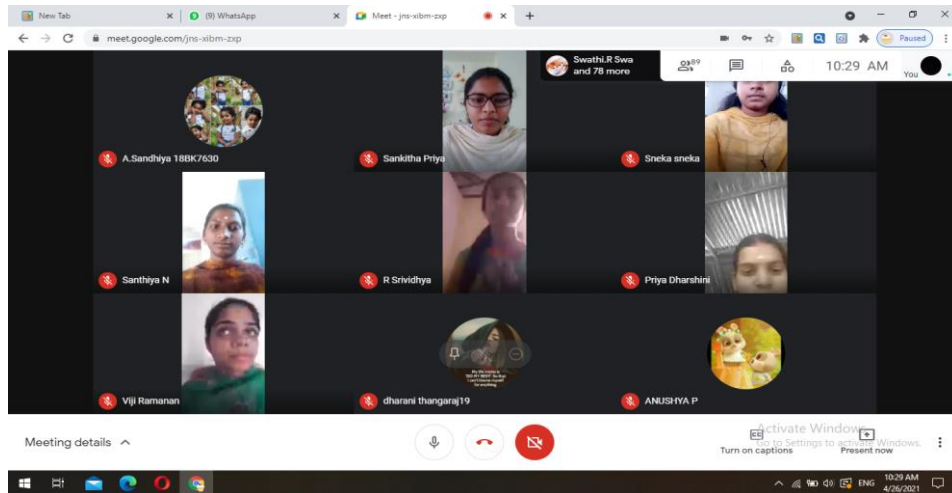 New Tab
(9) WhatsApp
Meet - jns-xibm-zxp
meet.google.com/jns-xibm-zxp
Paused
Swathi.R Swa
and 78 more
89
10:29 AM
You
A.Sandhiya 18BK7630
Sankitha Priya
Sneka sneka
Santhiya N
R Srividhya
Priya Dharshini
Viji Ramanan
dharani thangaraj19
ANUSHYA P
Meeting details
Activate Windows
Go to Settings to activate Windows.
Turn on captions
Present now
ENG
10:29 AM
4/26/2021